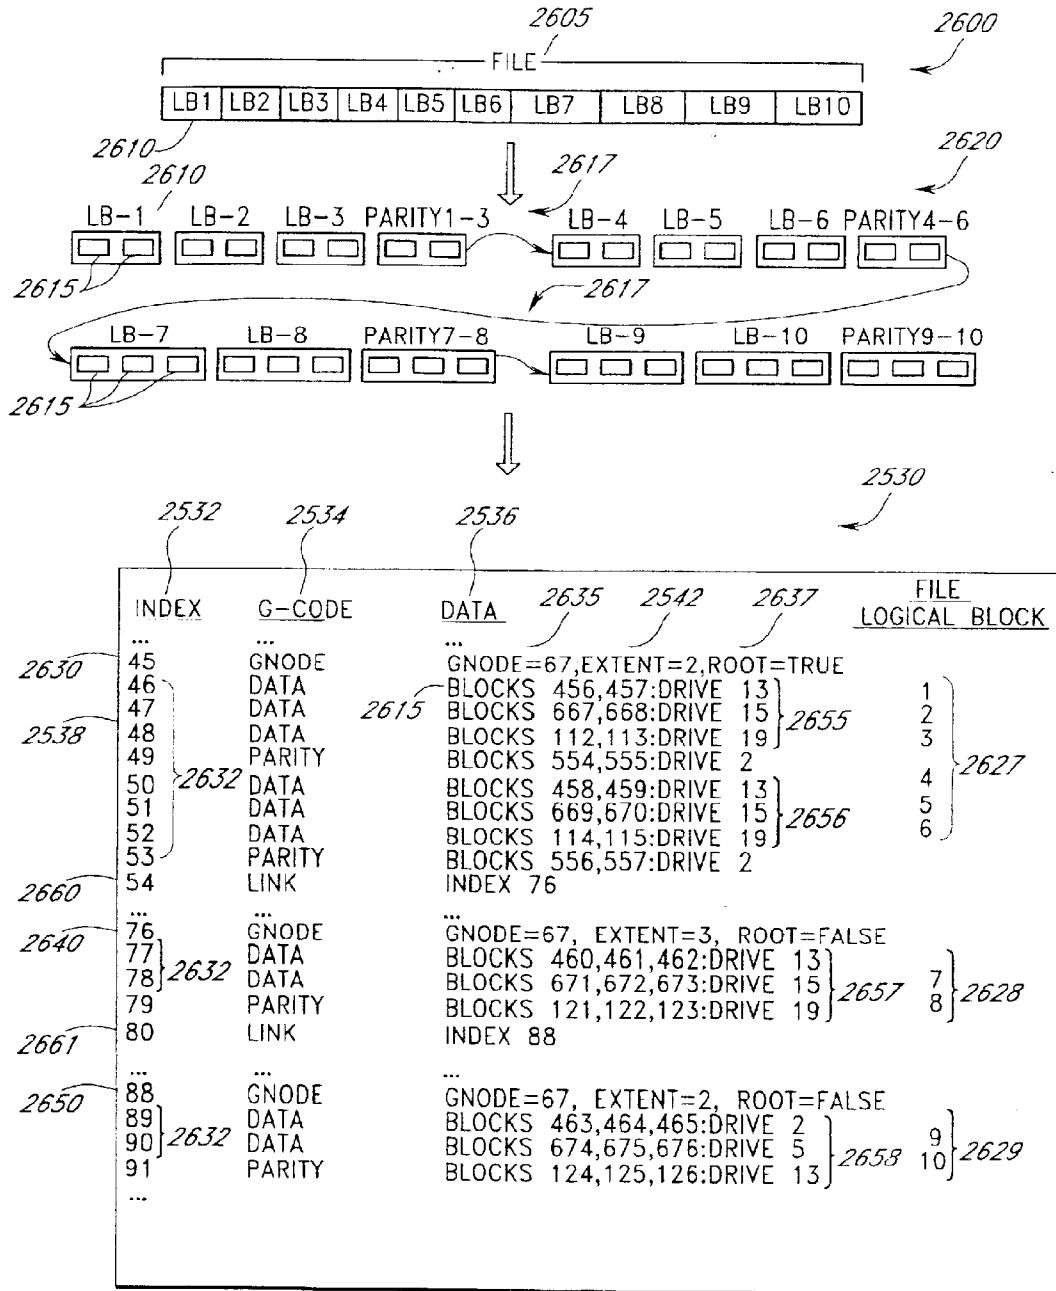 2605
2600
FILE
LB1 LB2 LB3 LB4 LB5 LB6 LB7 LB8 LB9 LB10
2610
2620
2610
2617
LB-1 LB-2 LB-3 PARITY1-3 LB-4 LB-5 LB-6 PARITY4-6
2615
2617
LB-7 LB-8 PARITY7-8 LB-9 LB-10 PARITY9-10
2615
2530
2532 2534 2536
INDEX G-CODE DATA 2635 2542 2637 FILE LOGICAL BLOCK
... ... ...
2630 45 GNODE GNODE=67,EXTENT=2,ROOT=TRUE
46 DATA 2615 BLOCKS 456,457:DRIVE 13 1
47 DATA BLOCKS 667,668:DRIVE 15 2655 2
2538 48 DATA BLOCKS 112,113:DRIVE 19 3
49 2632 PARITY BLOCKS 554,555:DRIVE 2 2627
50 DATA BLOCKS 458,459:DRIVE 13 4
51 DATA BLOCKS 669,670:DRIVE 15 2656 5
52 DATA BLOCKS 114,115:DRIVE 19 6
53 PARITY BLOCKS 556,557:DRIVE 2
2660 54 LINK INDEX 76
... ... ...
2640 76 GNODE GNODE=67, EXTENT=3, ROOT=FALSE
77 2632 DATA BLOCKS 460,461,462:DRIVE 13 7
78 DATA BLOCKS 671,672,673:DRIVE 15 2657 8 2628
79 PARITY BLOCKS 121,122,123:DRIVE 19
2661 80 LINK INDEX 88
... ... ...
2650 88 GNODE GNODE=67, EXTENT=2, ROOT=FALSE
89 2632 DATA BLOCKS 463,464,465:DRIVE 2 9
90 DATA BLOCKS 674,675,676:DRIVE 5 2658 10 2629
91 PARITY BLOCKS 124,125,126:DRIVE 13
...